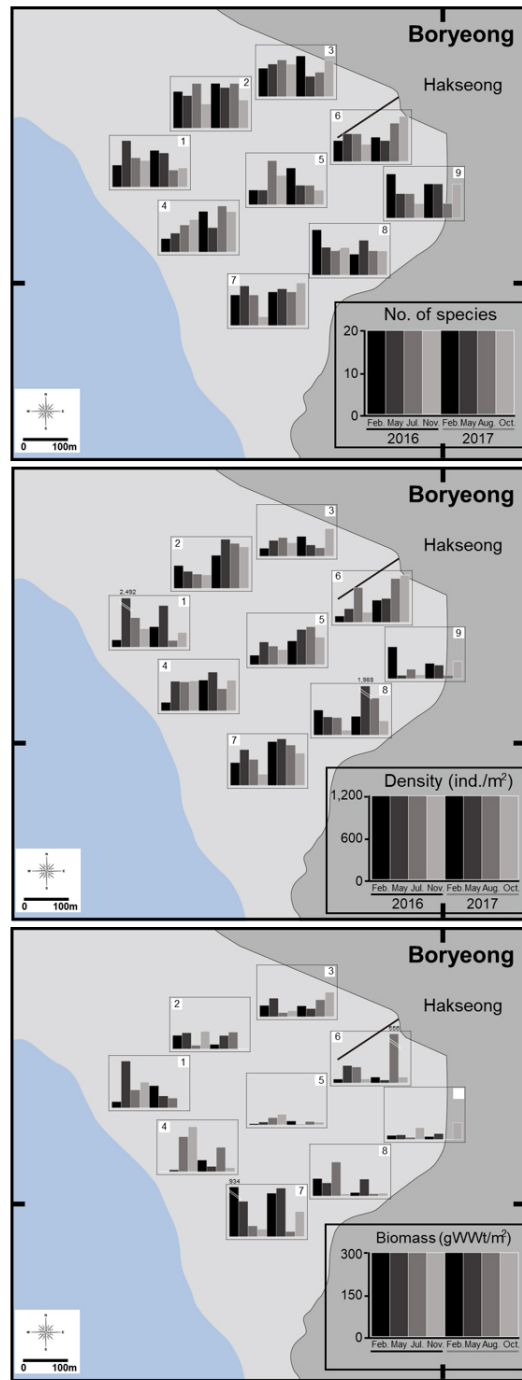 Boryeong
Hakseong
3
2
6
1
5
9
4
8
7
No. of species
20
10
0
Feb. May Jul. Nov. Feb. May Aug. Oct.
2016 2017
0 100m
Boryeong
Hakseong
3
2
6
2,492
1
5
9
4
1,988
8
7
Density (ind./m²)
1,200
600
0
Feb. May Jul. Nov. Feb. May Aug. Oct.
2016 2017
0 100m
Boryeong
Hakseong
3
2
6
1
5
4
8
934
7
Biomass (gWWt/m²)
300
150
0
Feb. May Jul. Nov. Feb. May Aug. Oct.
2016 2017
0 100m